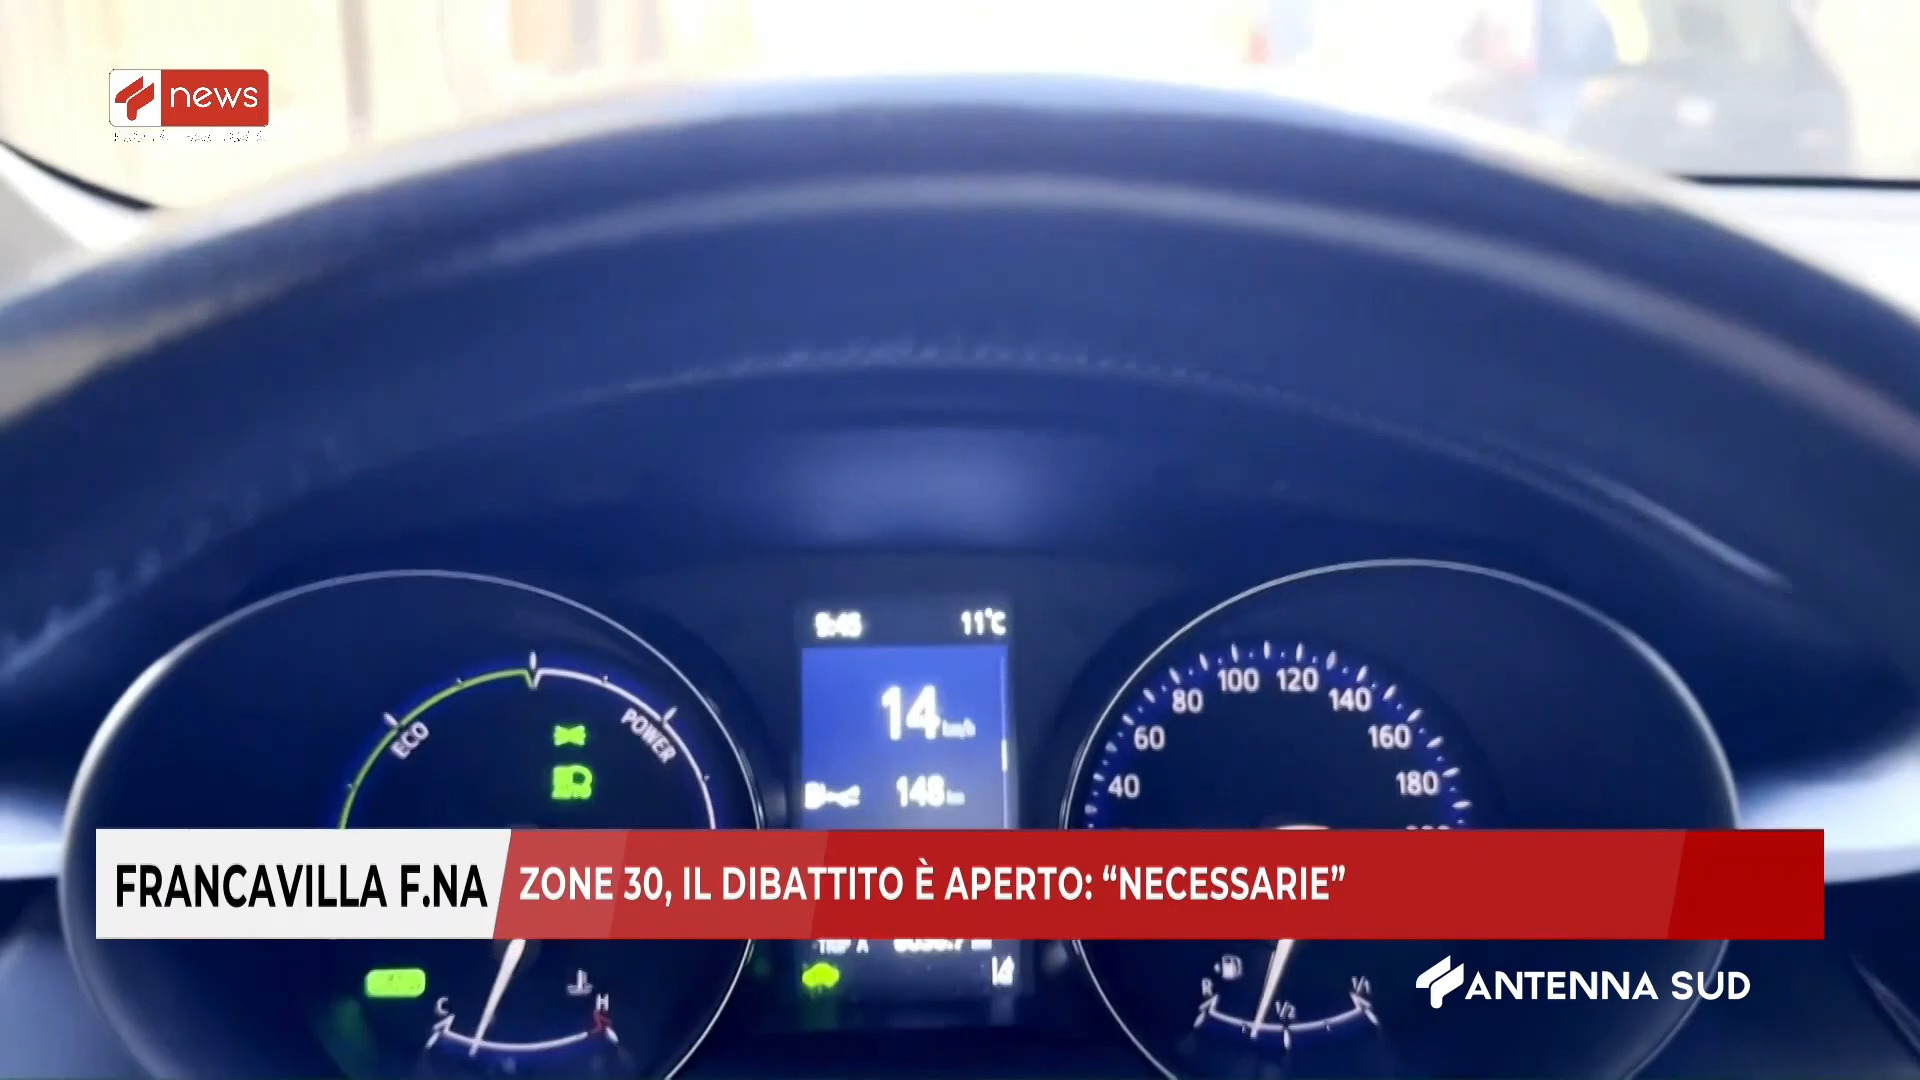 news
9:45
11°C
14 km/h
148 km
ECO
POWER
40
60
80
100
120
140
160
180
FRANCAVILLA F.NA
ZONE 30, IL DIBATTITO È APERTO: “NECESSARIE”
TRIP A
C
H
R
1/2
1/1
ANTENNA SUD